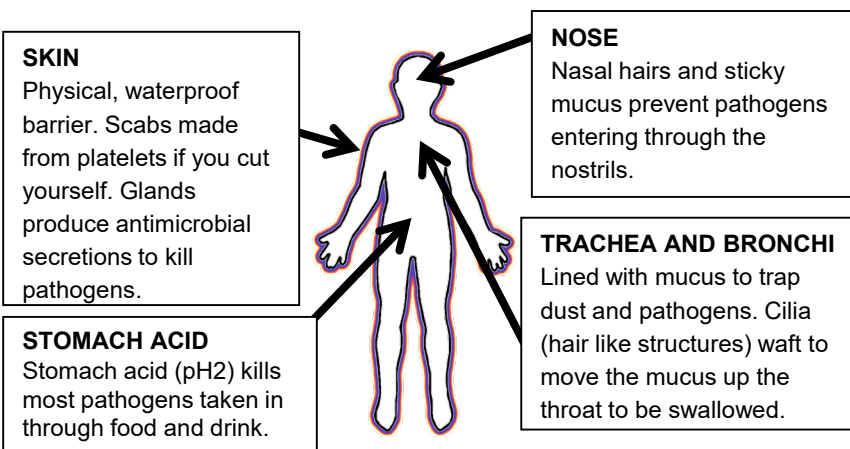 SKIN
Physical, waterproof
barrier. Scabs made
from platelets if you cut
yourself. Glands
produce antimicrobial
secretions to kill
pathogens.
STOMACH ACID
Stomach acid (pH2) kills
most pathogens taken in
through food and drink.
NOSE
Nasal hairs and sticky
mucus prevent pathogens
entering through the
nostrils.
TRACHEA AND BRONCHI
Lined with mucus to trap
dust and pathogens. Cilia
(hair like structures) waft to
move the mucus up the
throat to be swallowed.